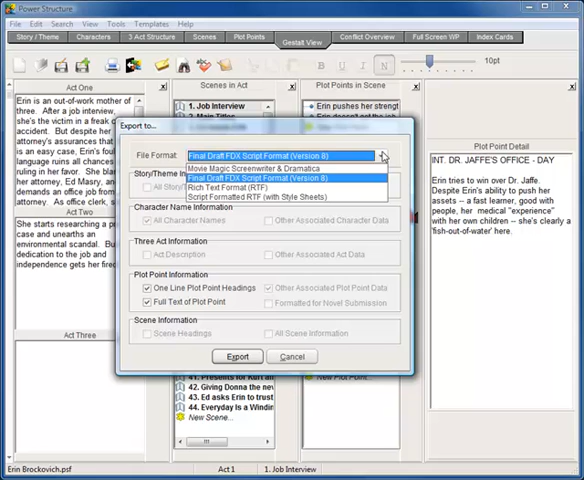 Power Structure
File Edit Search View Tools Templates Help
Story / Theme Characters 3 Act Structure Scenes Plot Points Gestalt View Conflict Overview Full Screen WP Index Cards
ABC
B I U N 10pt
Act One
Erin is an out-of-work mother of
three. After a job interview,
she's the victim in a freak
accident. But despite her
attorney's assurances that
is an easy case, Erin's foul
language ruins all chances
ruling in her favor. She blam
attorney, Ed Masry, and
demands an office job from
Act Two
She starts researching a p
case and unearths an
environmental scandal. But
dedication to the job and
independence gets her fired
Act Three
Scenes in Act
1. Job Interview
41. Presents for Kurt an
42. Giving Donna the nev
43. Ed asks Erin to trust
44. Everyday Is a Windin
New Scene...
Plot Points in Scene
Erin pushes her strengt
New Plot Point...
Plot Point Detail
INT. DR. JAFFE'S OFFICE - DAY
Erin tries to win over Dr. Jaffe.
Despite Erin's ability to push her
assets -- a fast learner, good with
people, her medical "experience"
with her own children -- she's clearly a
'fish-out-of-water' here.
Export to...
File Format: Final Draft FDX Script Format (Version 8)
Movie Magic Screenwriter & Dramatica
Final Draft FDX Script Format (Version 8)
Rich Text Format (RTF)
Script Formatted RTF (with Style Sheets)
Story/Theme
All Story/
Character Name Information
All Character Names Other Associated Character Data
Three Act Information
Act Description Other Associated Act Data
Plot Point Information
One Line Plot Point Headings Other Associated Plot Point Data
Full Text of Plot Point Formatted for Novel Submission
Scene Information
Scene Headings All Scene Information
Export Cancel
Erin Brockovich.psf Act 1 1. Job Interview